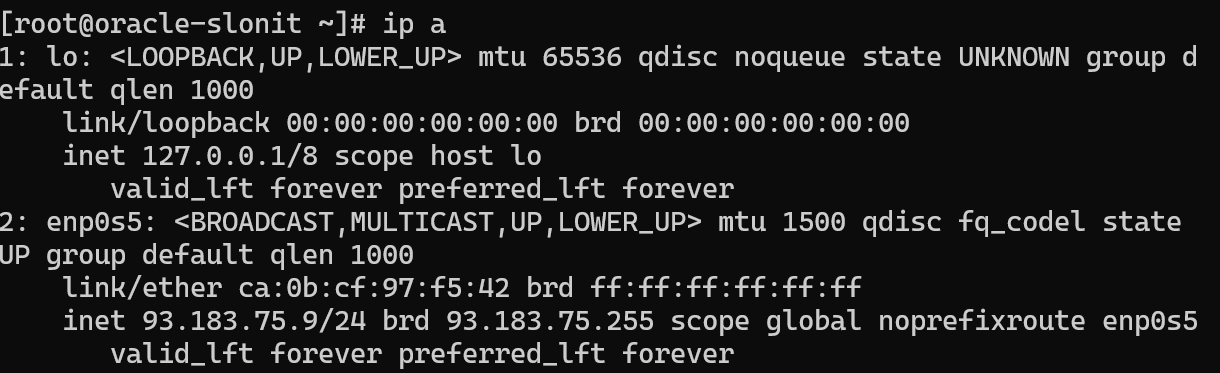 [root@oracle-slonit ~]# ip a
1: lo: <LOOPBACK,UP,LOWER_UP> mtu 65536 qdisc noqueue state UNKNOWN group d
efault qlen 1000
    link/loopback 00:00:00:00:00:00 brd 00:00:00:00:00:00
    inet 127.0.0.1/8 scope host lo
       valid_lft forever preferred_lft forever
2: enp0s5: <BROADCAST,MULTICAST,UP,LOWER_UP> mtu 1500 qdisc fq_codel state
UP group default qlen 1000
    link/ether ca:0b:cf:97:f5:42 brd ff:ff:ff:ff:ff:ff
    inet 93.183.75.9/24 brd 93.183.75.255 scope global noprefixroute enp0s5
       valid_lft forever preferred_lft forever